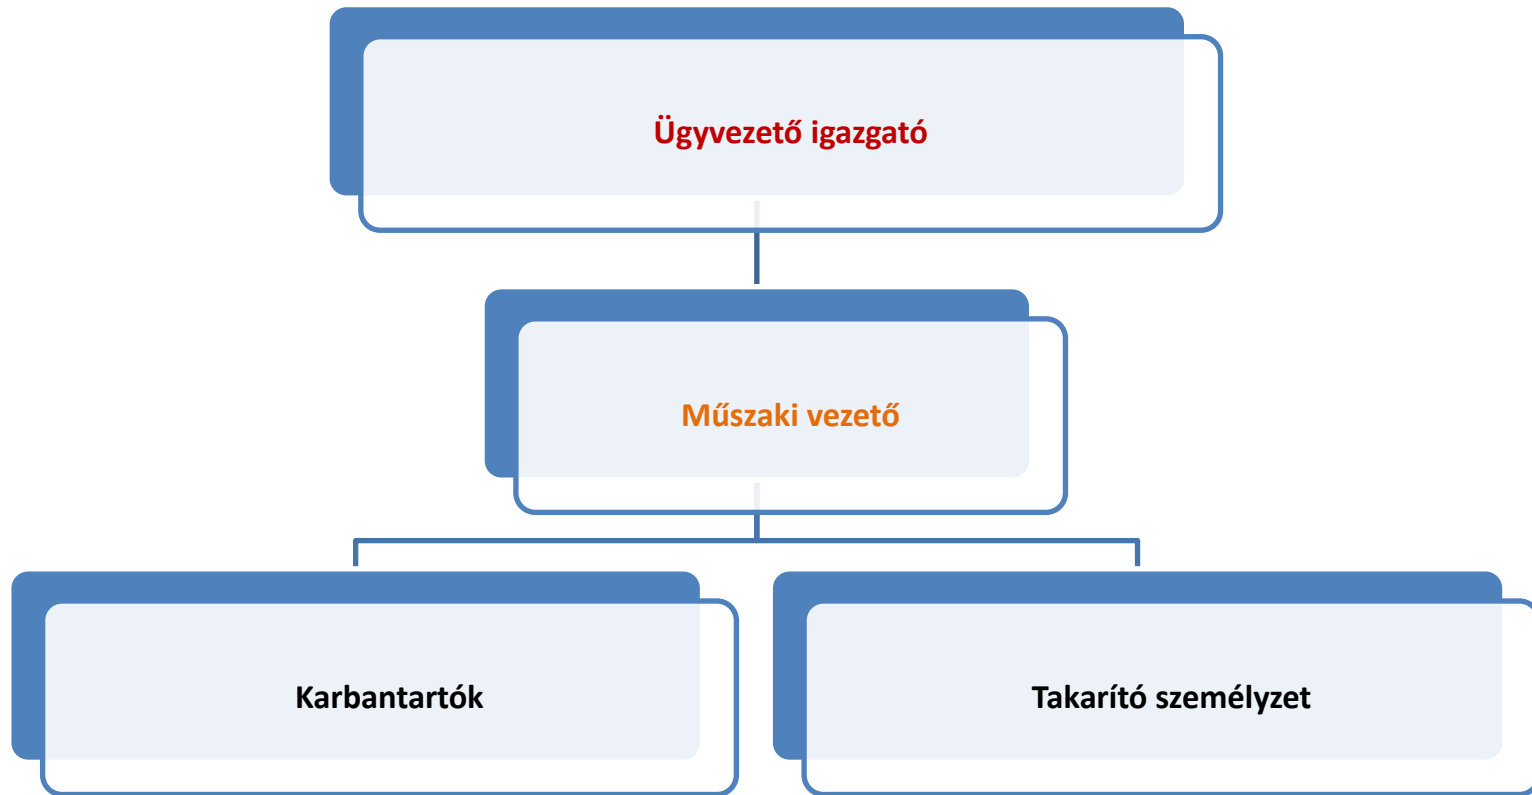 Ügyvezető igazgató
Műszaki vezető
Karbantartók
Takarító személyzet